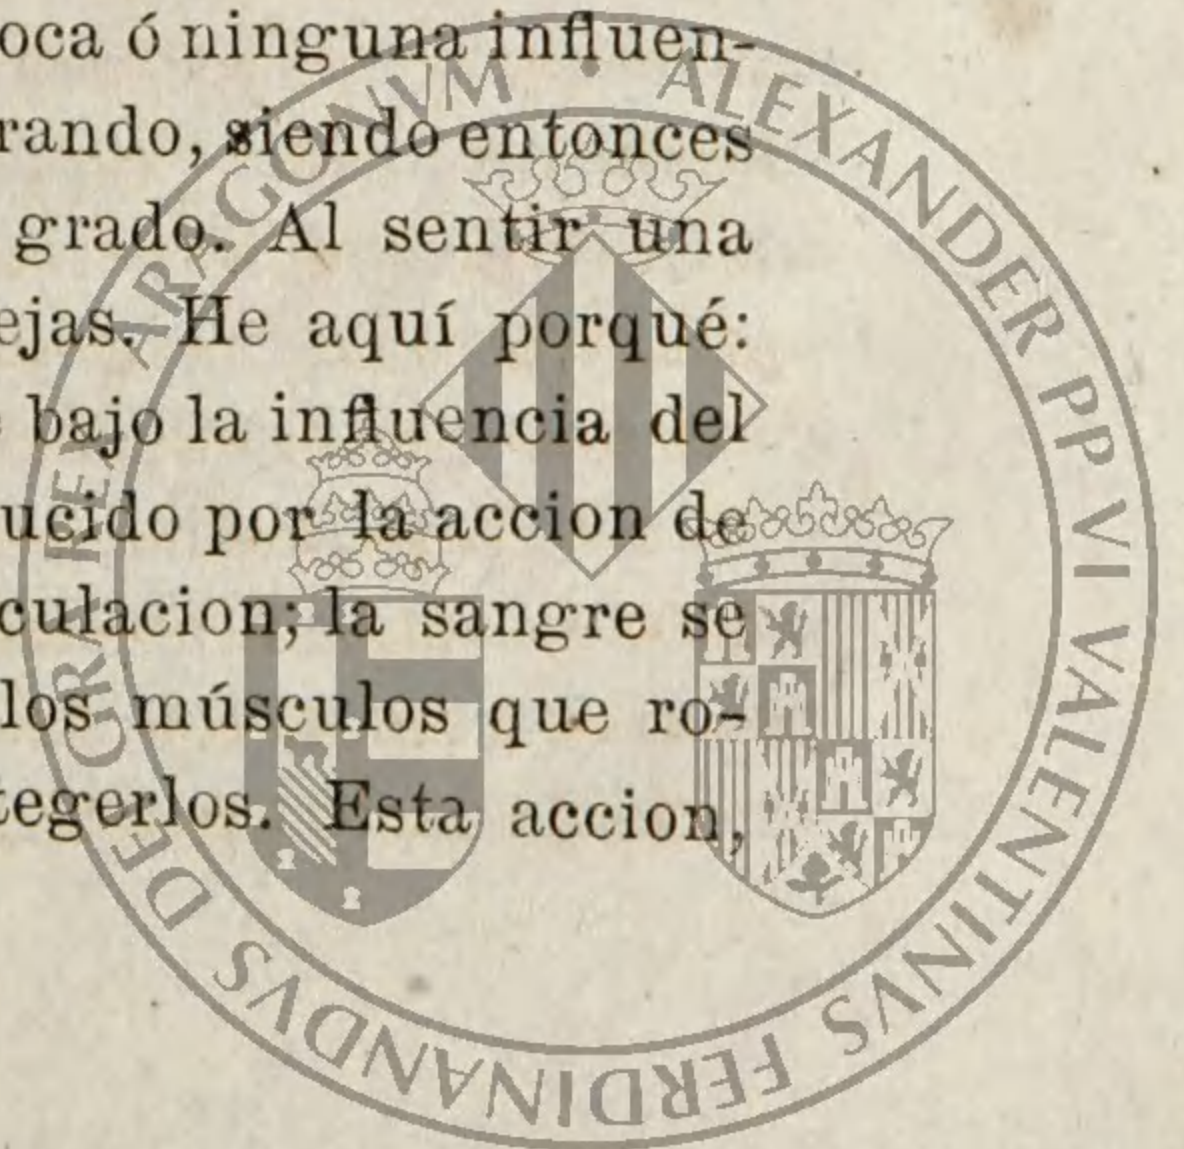 oca ó ninguna influen-
rando, siendo entonces
grado. Al sentir una
ejas. He aquí porqué:
bajo la influencia del
ucido por la accion de
culacion; la sangre se
los músculos que ro-
tegerlos. Esta accion,
ALEXANDER PP VI VALENTINVS FERDINANDVS DEI GRA REX ARAGONVM